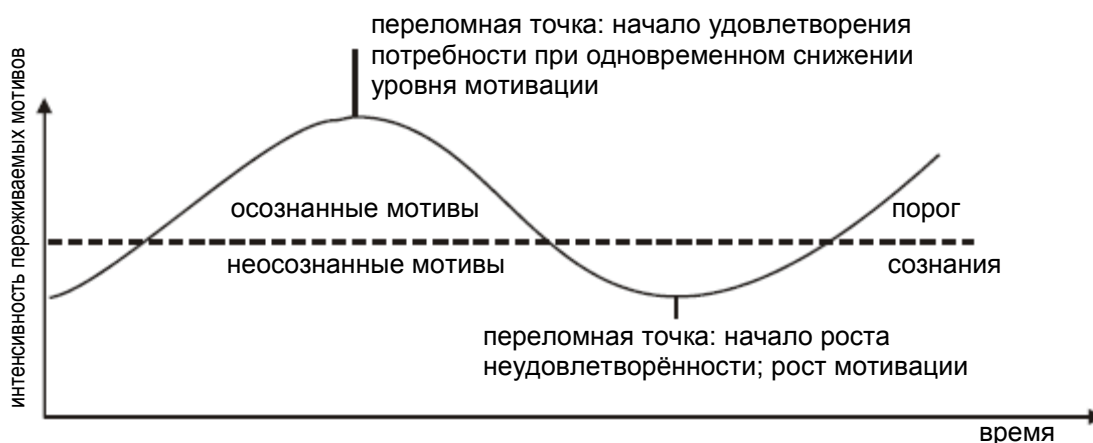 переломная точка: начало удовлетворения
потребности при одновременном снижении
уровня мотивации
интенсивность переживаемых мотивов
осознанные мотивы
порог
неосознанные мотивы
сознания
переломная точка: начало роста
неудовлетворённости; рост мотивации
время